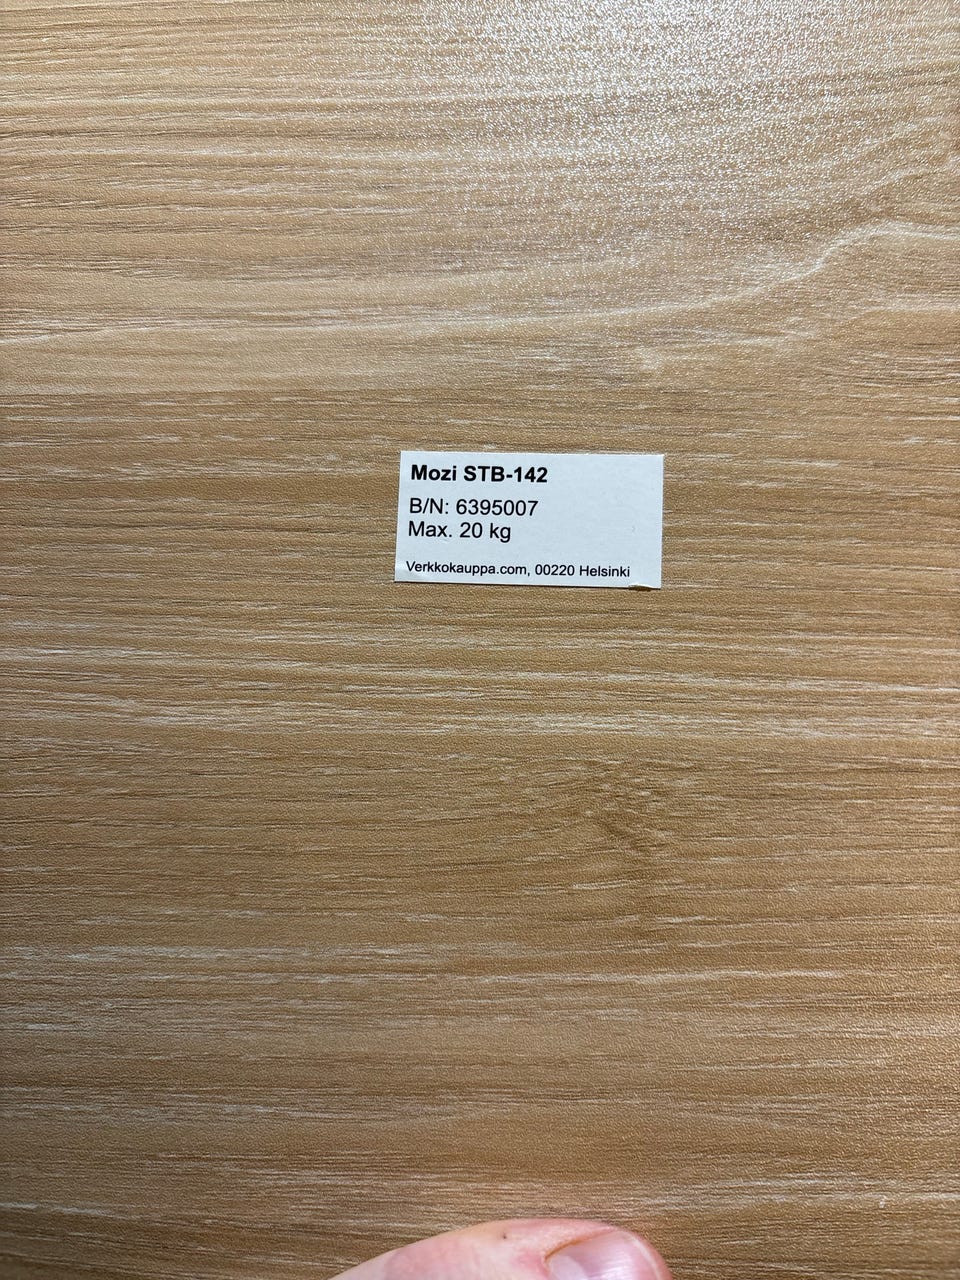 Mozi STB-142
B/N: 6395007
Max. 20 kg
Verkkokauppa.com, 00220 Helsinki